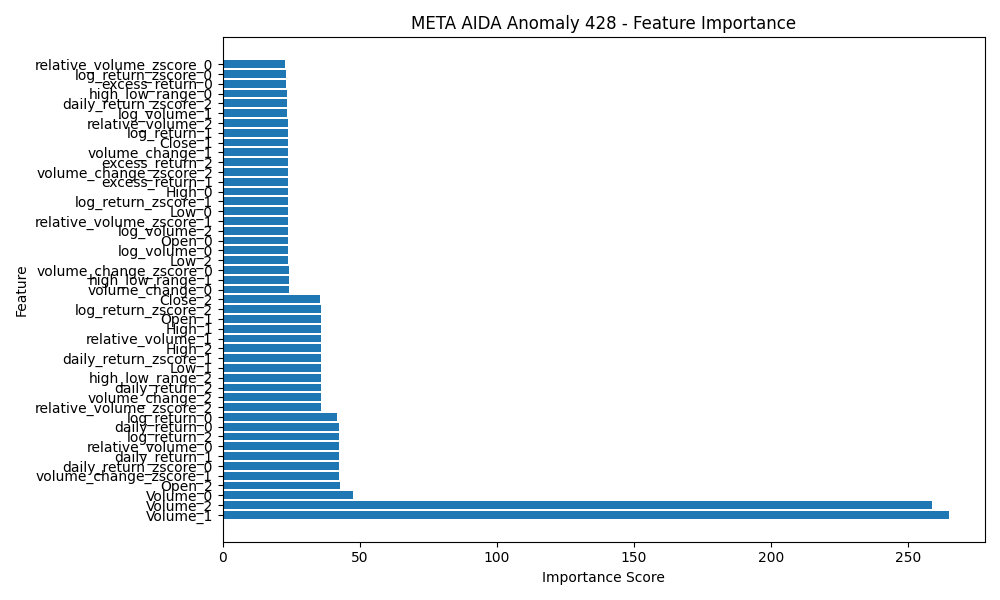 META AIDA Anomaly 428 - Feature Importance
relative_volume_zscore_0
log_return_zscore_0
excess_return_0
high_low_range_0
daily_return_zscore_2
log_volume_1
relative_volume_2
log_return_1
Close_1
volume_change_1
excess_return_2
volume_change_zscore_2
excess_return_1
High_0
log_return_zscore_1
Low_0
relative_volume_zscore_1
log_volume_2
Open_0
log_volume_0
Low_2
volume_change_zscore_0
high_low_range_1
volume_change_0
Close_2
log_return_zscore_2
Open_1
High_1
relative_volume_1
High_2
daily_return_zscore_1
Low_1
high_low_range_2
daily_return_2
volume_change_2
relative_volume_zscore_2
log_return_0
daily_return_0
log_return_2
relative_volume_0
daily_return_1
daily_return_zscore_0
volume_change_zscore_1
Open_2
Volume_0
Volume_2
Volume_1
Feature
0 50 100 150 200 250
Importance Score